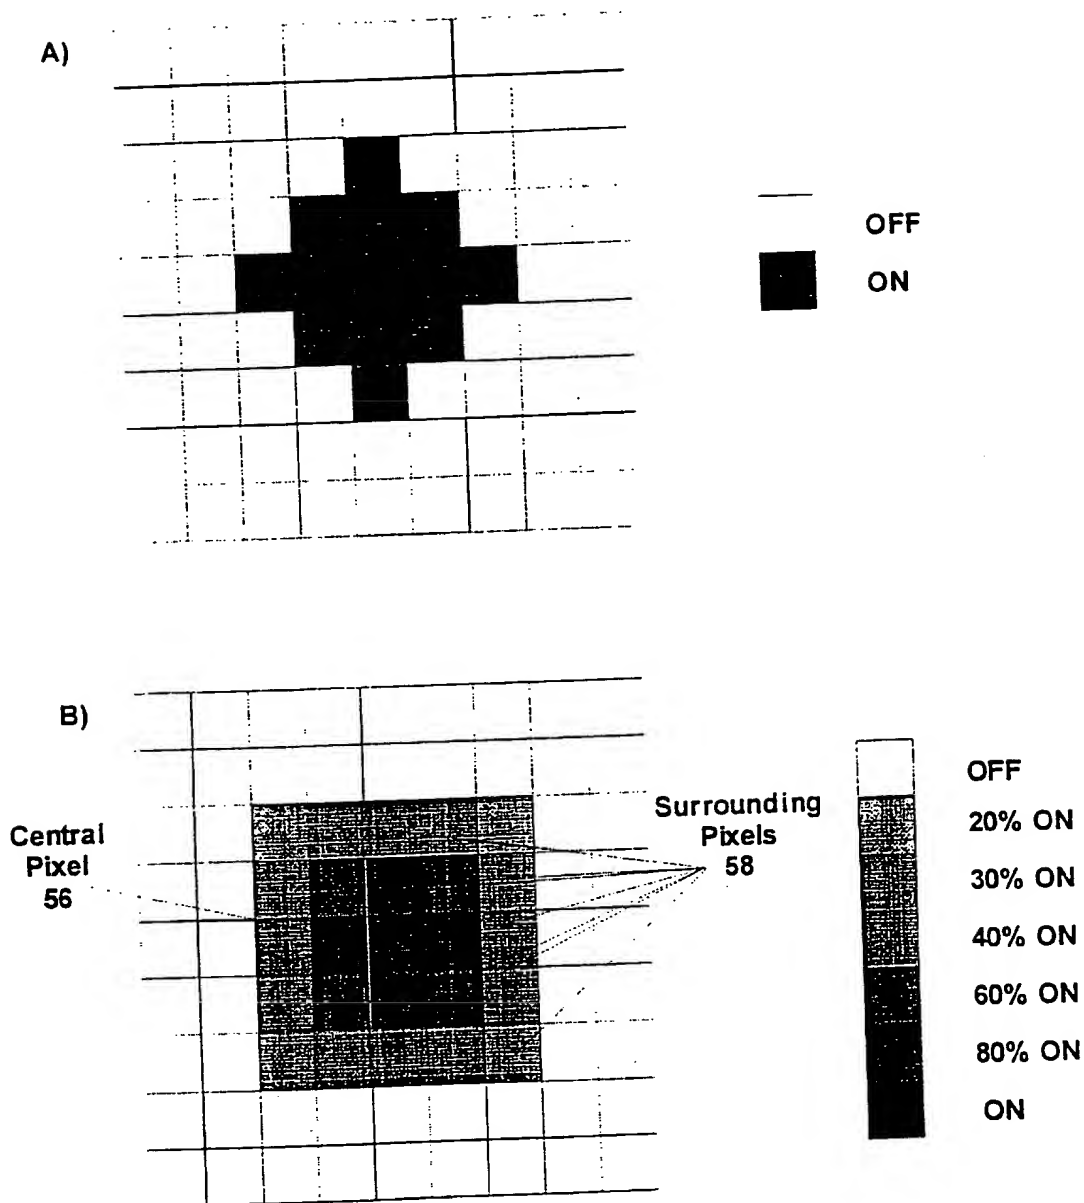 A)
OFF
ON
B)
Central
Pixel
56
Surrounding
Pixels
58
OFF
20% ON
30% ON
40% ON
60% ON
80% ON
ON